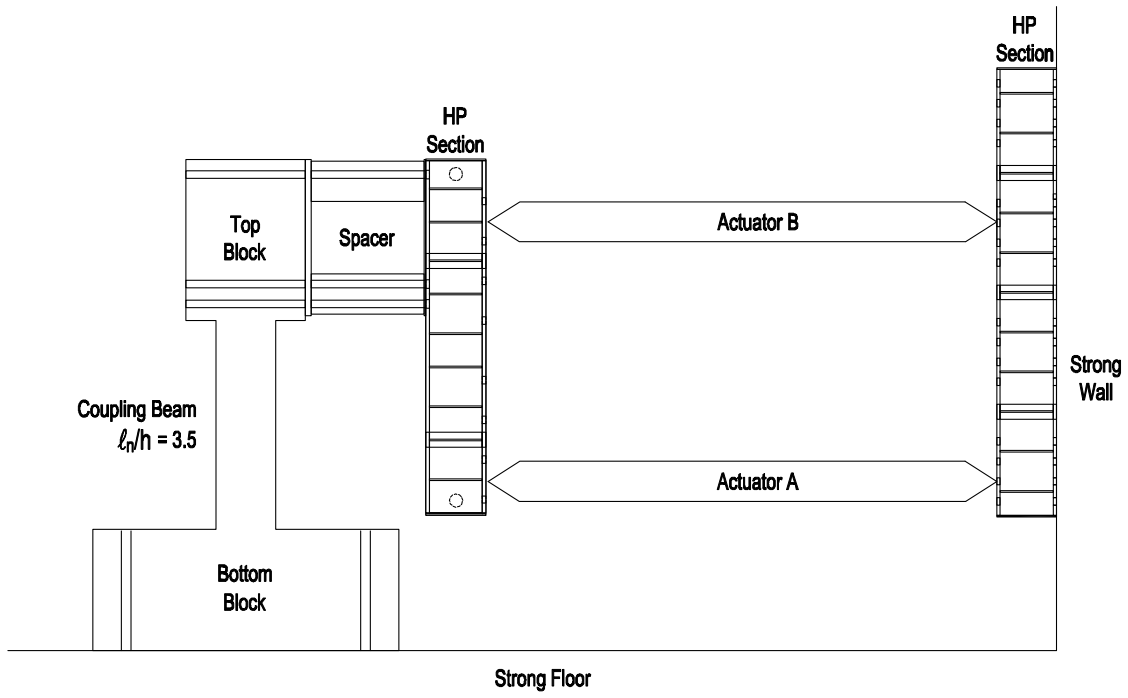 HP
Section
HP
Section
Top
Block
Spacer
Actuator B
Strong
Wall
Coupling Beam
ℓn/h = 3.5
Actuator A
Bottom
Block
Strong Floor